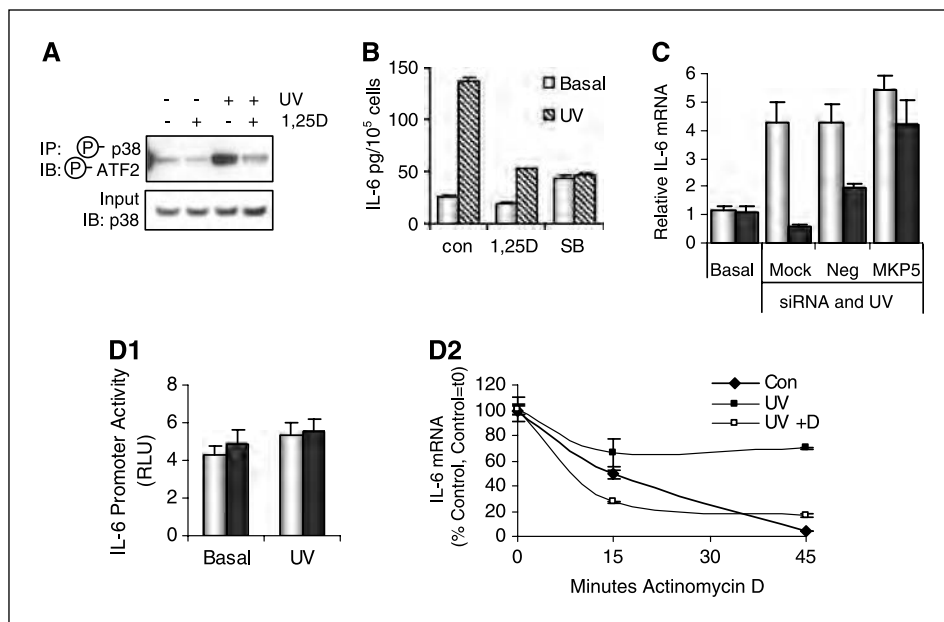 A
- - + + UV
- + - + 1,25D
IP: P - p38
IB: P - ATF2
Input
IB: p38
B
IL-6 pg/10⁵ cells
150
100
50
0
Basal
UV
con 1,25D SB
C
Relative IL-6 mRNA
6
5
4
3
2
1
0
Basal Mock Neg MKP5
siRNA and UV
D1
IL-6 Promoter Activity
(RLU)
8
6
4
2
0
Basal UV
D2
IL-6 mRNA
(% Control, Control=t0)
120
100
80
60
40
20
0
Con
UV
UV +D
0 15 30 45
Minutes Actinomycin D